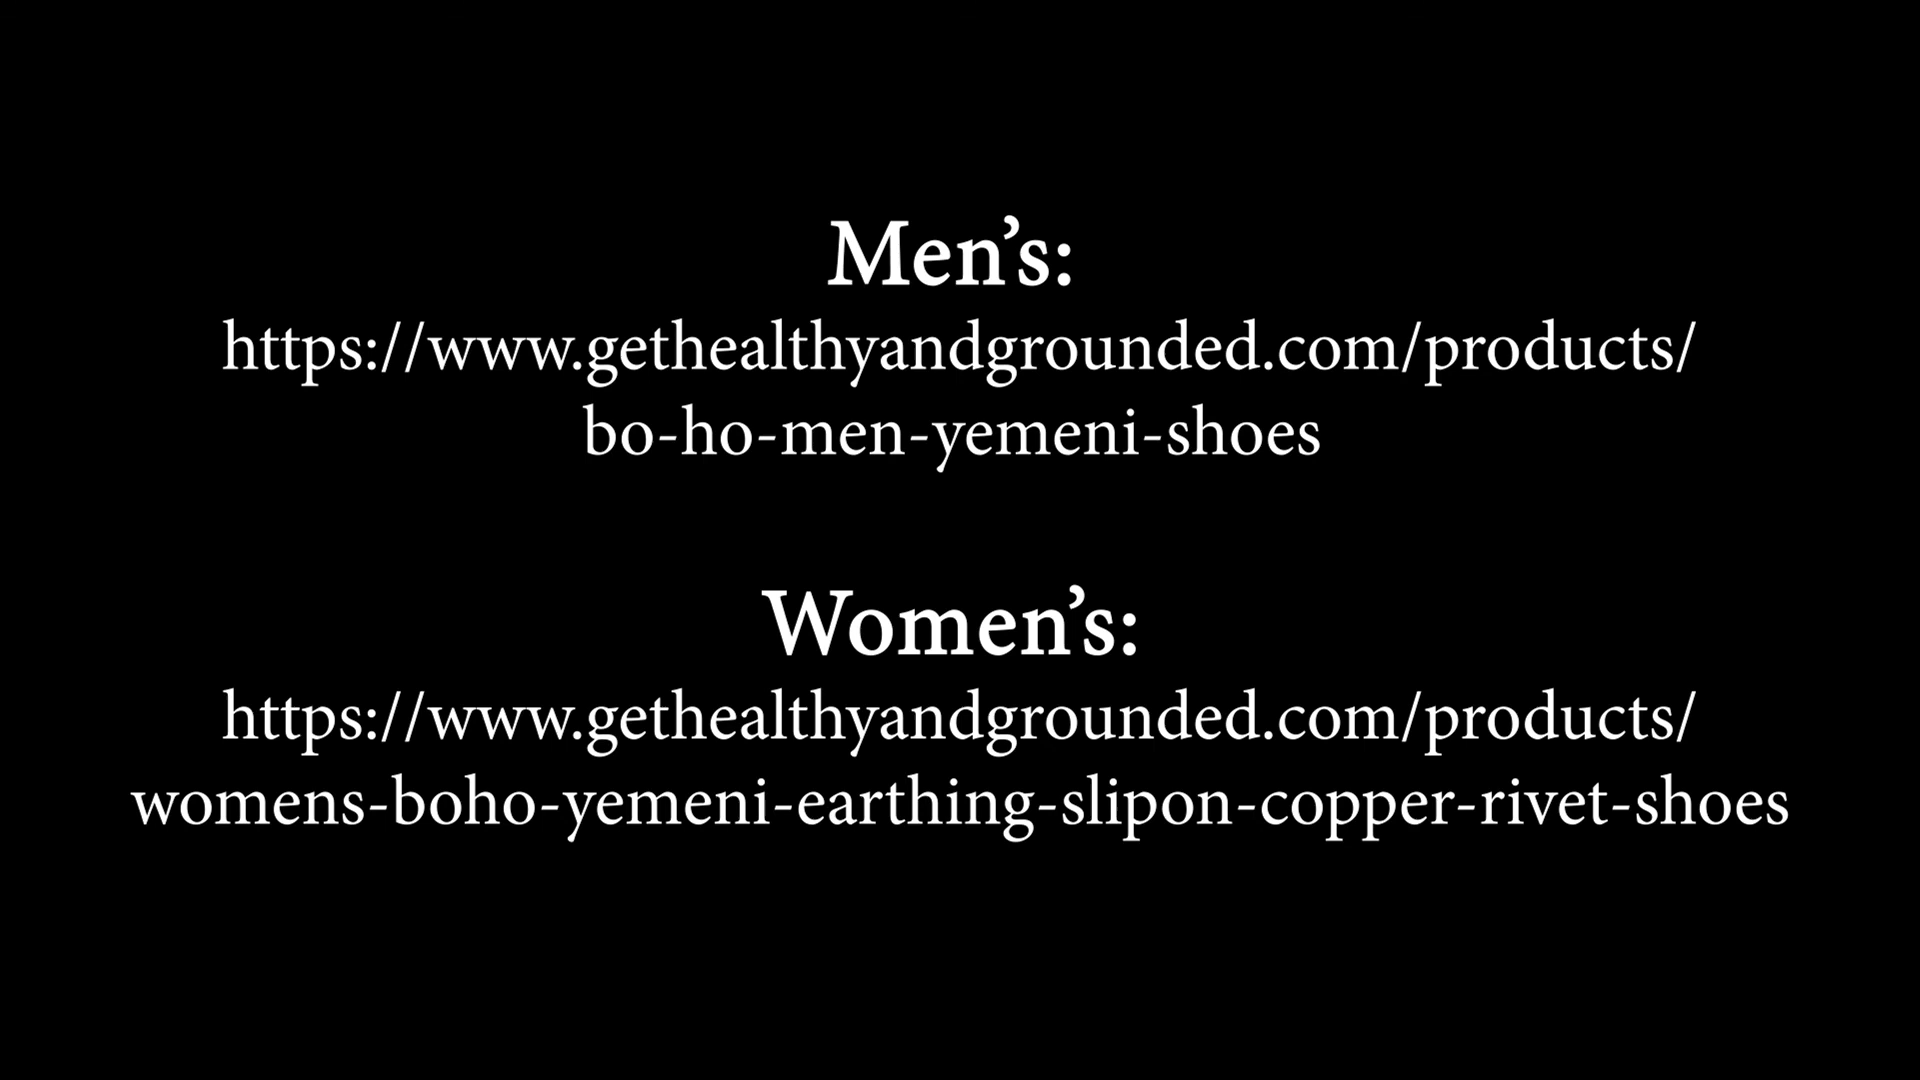 Men’s:
https://www.gethealthyandgrounded.com/products/
bo-ho-men-yemeni-shoes
Women’s:
https://www.gethealthyandgrounded.com/products/
womens-boho-yemeni-earthing-slipon-copper-rivet-shoes